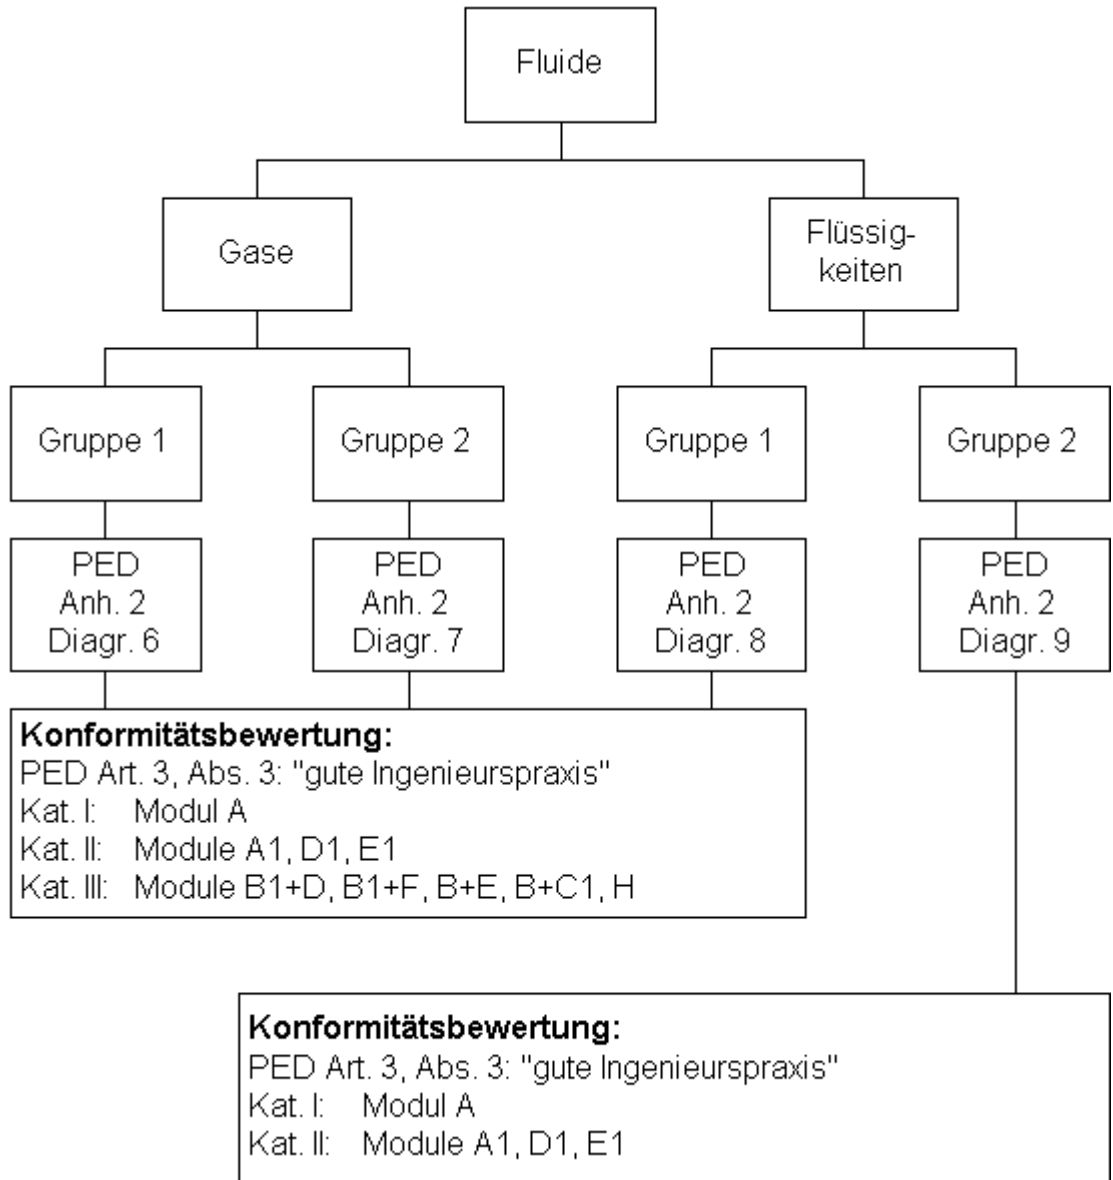 Fluide
Gase
Flüssig-
keiten
Gruppe 1
Gruppe 2
Gruppe 1
Gruppe 2
PED
Anh. 2
Diagr. 6
PED
Anh. 2
Diagr. 7
PED
Anh. 2
Diagr. 8
PED
Anh. 2
Diagr. 9
Konformitätsbewertung:
PED Art. 3, Abs. 3: "gute Ingenieurspraxis"
Kat. I: Modul A
Kat. II: Module A1, D1, E1
Kat. III: Module B1+D, B1+F, B+E, B+C1, H
Konformitätsbewertung:
PED Art. 3, Abs. 3: "gute Ingenieurspraxis"
Kat. I: Modul A
Kat. II: Module A1, D1, E1